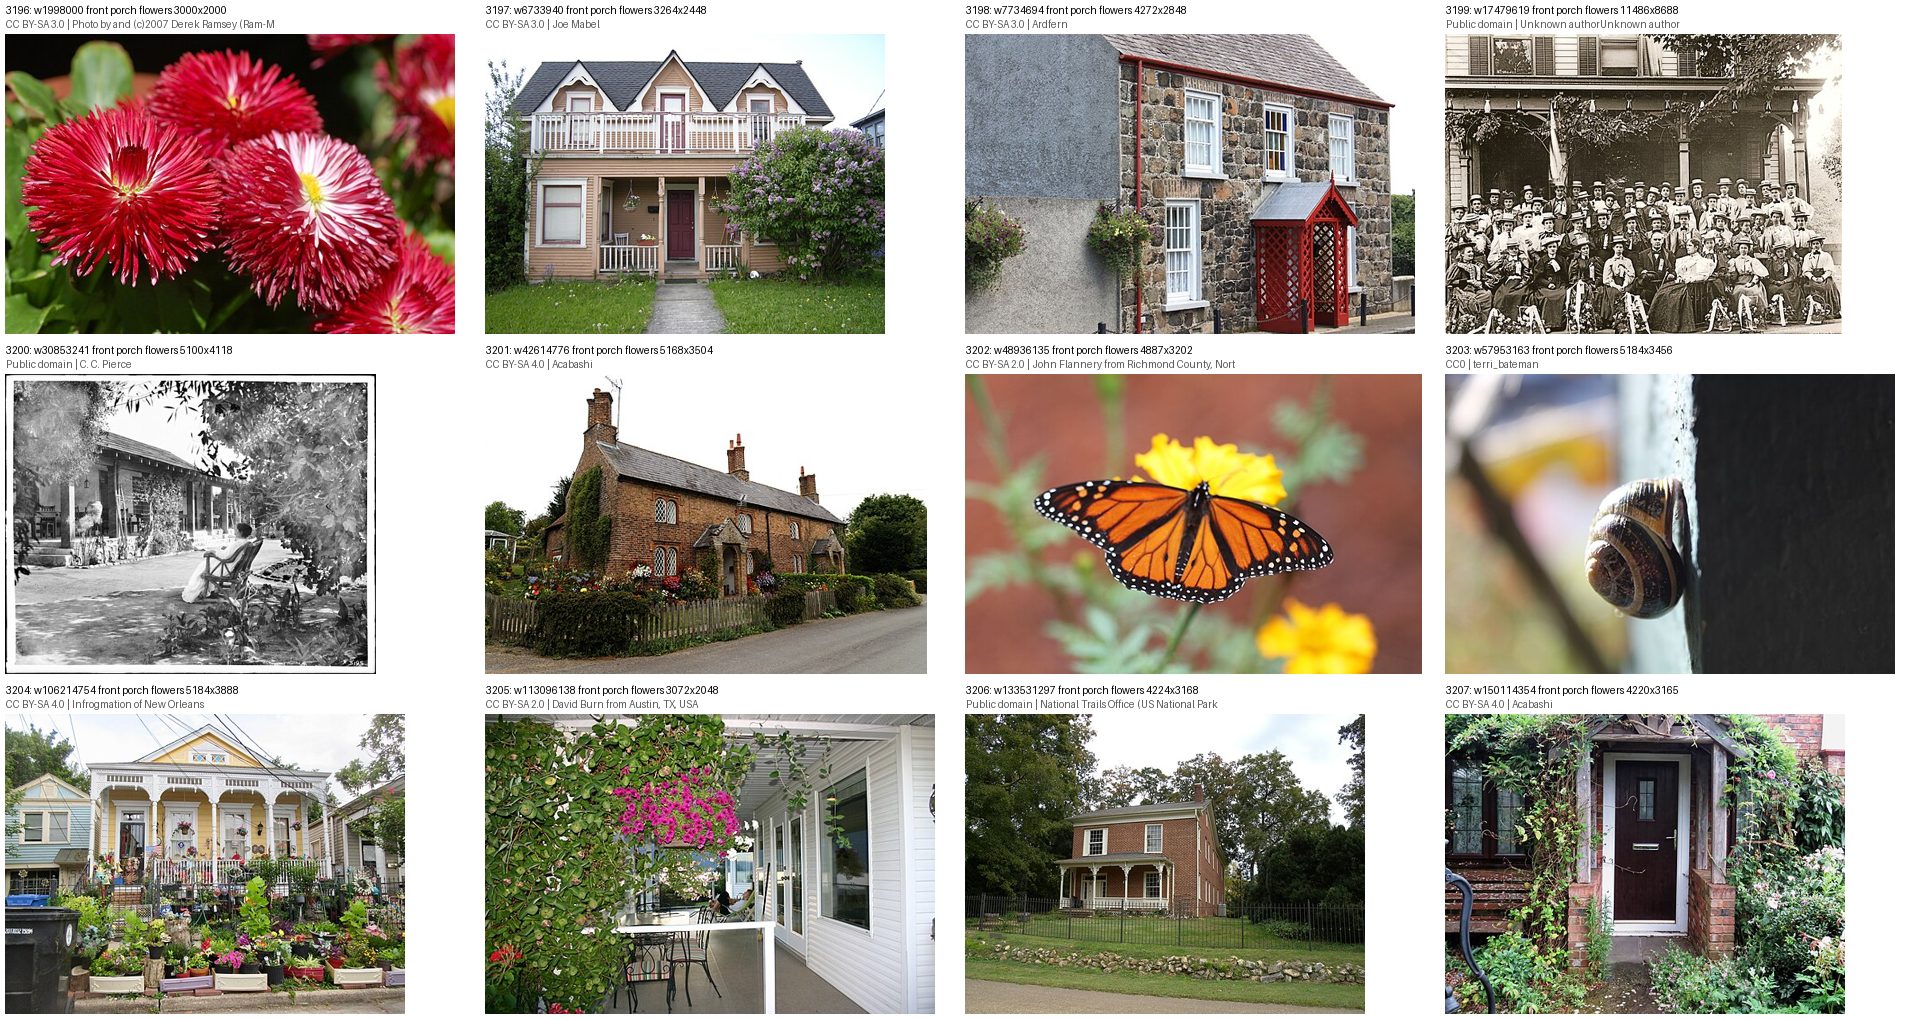 3196: w1998000 front porch flowers 3000x2000
CC BY-SA 3.0 | Photo by and (c)2007 Derek Ramsey (Ram-M
3197: w6733940 front porch flowers 3264x2448
CC BY-SA 3.0 | Joe Mabel
3198: w7734694 front porch flowers 4272x2848
CC BY-SA 3.0 | Ardfern
3199: w17479619 front porch flowers 11486x8688
Public domain | Unknown authorUnknown author
3200: w30853241 front porch flowers 5100x4118
Public domain | C. C. Pierce
3201: w42614776 front porch flowers 5168x3504
CC BY-SA 4.0 | Acabashi
3202: w48936135 front porch flowers 4887x3202
CC BY-SA 2.0 | John Flannery from Richmond County, Nort
3203: w57953163 front porch flowers 5184x3456
CC0 | terri_bateman
3204: w106214754 front porch flowers 5184x3888
CC BY-SA 4.0 | Infrogmation of New Orleans
3205: w113096138 front porch flowers 3072x2048
CC BY-SA 2.0 | David Burn from Austin, TX, USA
3206: w133531297 front porch flowers 4224x3168
Public domain | National Trails Office (US National Park
3207: w150114354 front porch flowers 4220x3165
CC BY-SA 4.0 | Acabashi